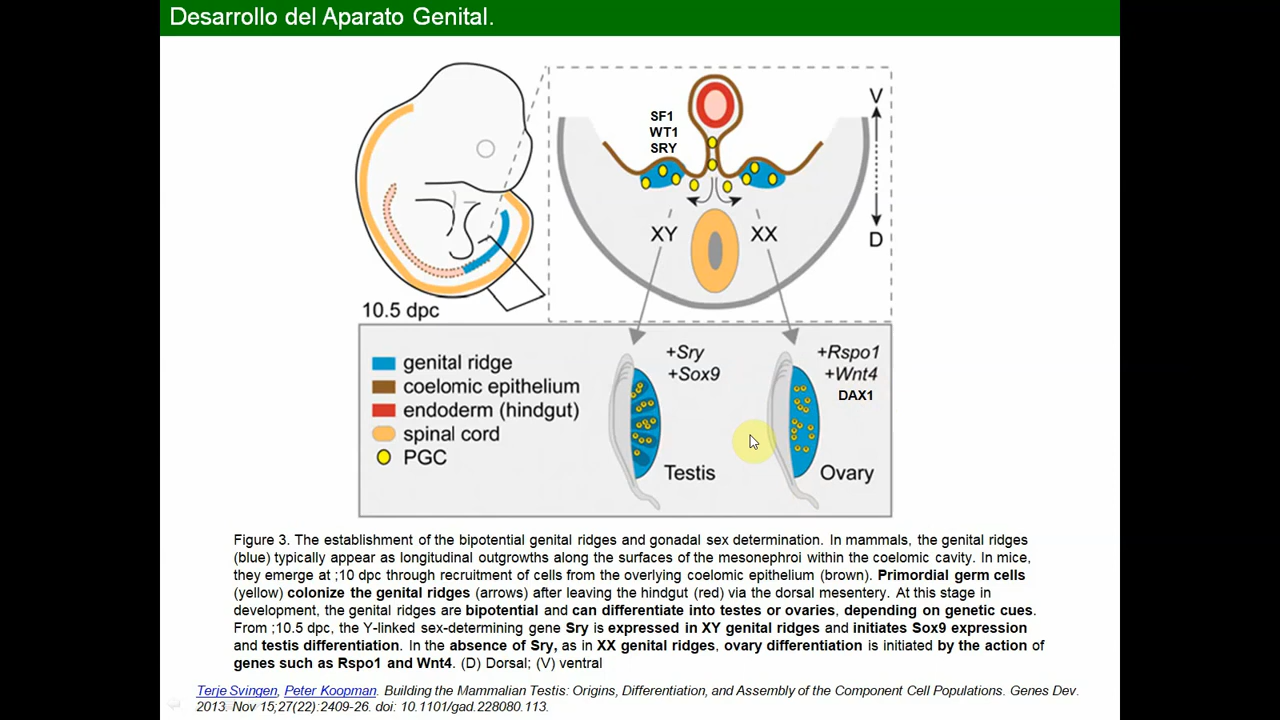 Desarrollo del Aparato Genital.
SF1
WT1
SRY
V
XY
XX
D
10.5 dpc
genital ridge
coelomic epithelium
endoderm (hindgut)
spinal cord
PGC
+Sry
+Sox9
Testis
+Rspo1
+Wnt4
DAX1
Ovary
Figure 3. The establishment of the bipotential genital ridges and gonadal sex determination. In mammals, the genital ridges
(blue) typically appear as longitudinal outgrowths along the surfaces of the mesonephroi within the coelomic cavity. In mice,
they emerge at ;10 dpc through recruitment of cells from the overlying coelomic epithelium (brown). Primordial germ cells
(yellow) colonize the genital ridges (arrows) after leaving the hindgut (red) via the dorsal mesentery. At this stage in
development, the genital ridges are bipotential and can differentiate into testes or ovaries, depending on genetic cues.
From ;10.5 dpc, the Y-linked sex-determining gene Sry is expressed in XY genital ridges and initiates Sox9 expression
and testis differentiation. In the absence of Sry, as in XX genital ridges, ovary differentiation is initiated by the action of
genes such as Rspo1 and Wnt4. (D) Dorsal; (V) ventral
Terje Svingen, Peter Koopman. Building the Mammalian Testis: Origins, Differentiation, and Assembly of the Component Cell Populations. Genes Dev.
2013. Nov 15;27(22):2409-26. doi: 10.1101/gad.228080.113.